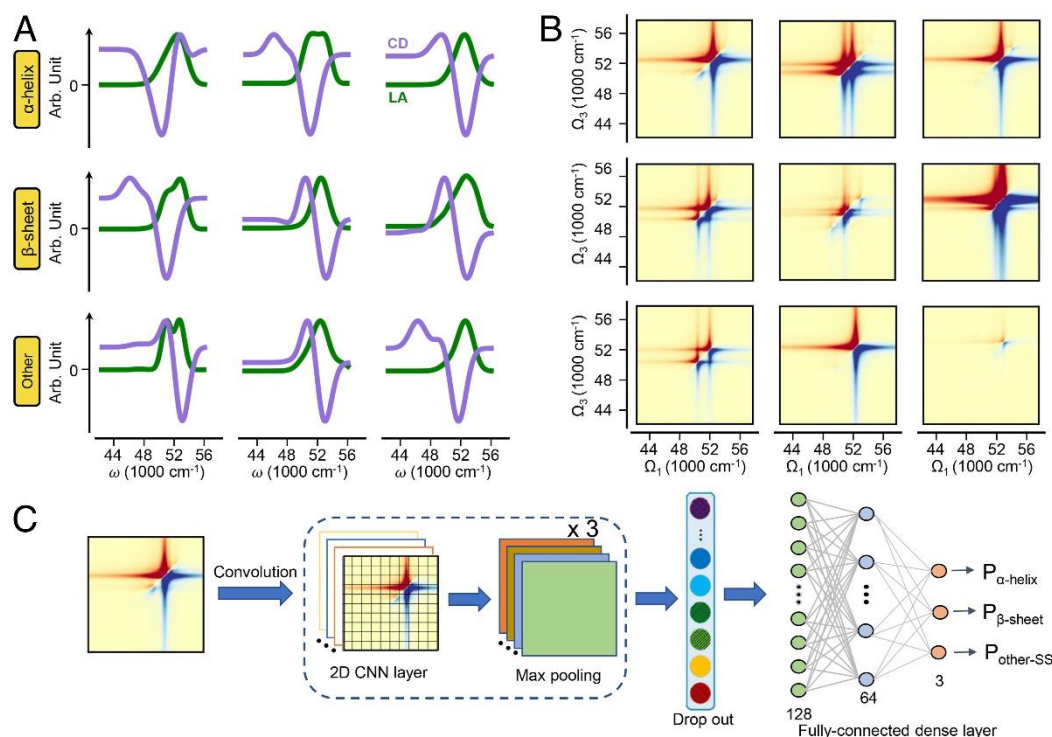 A
α-helix
Arb. Unit
0
CD
LA
β-sheet
Arb. Unit
0
Other
Arb. Unit
0
44 48 52 56
44 48 52 56
44 48 52 56
ω (1000 cm⁻¹)
ω (1000 cm⁻¹)
ω (1000 cm⁻¹)
B
Ω₃ (1000 cm⁻¹)
56
52
48
44
Ω₃ (1000 cm⁻¹)
56
52
48
44
Ω₃ (1000 cm⁻¹)
56
52
48
44
44 48 52 56
44 48 52 56
44 48 52 56
Ω₁ (1000 cm⁻¹)
Ω₁ (1000 cm⁻¹)
Ω₁ (1000 cm⁻¹)
C
Convolution
2D CNN layer
x 3
Max pooling
Drop out
128
64
3
Pα-helix
Pβ-sheet
Pother-SS
Fully-connected dense layer